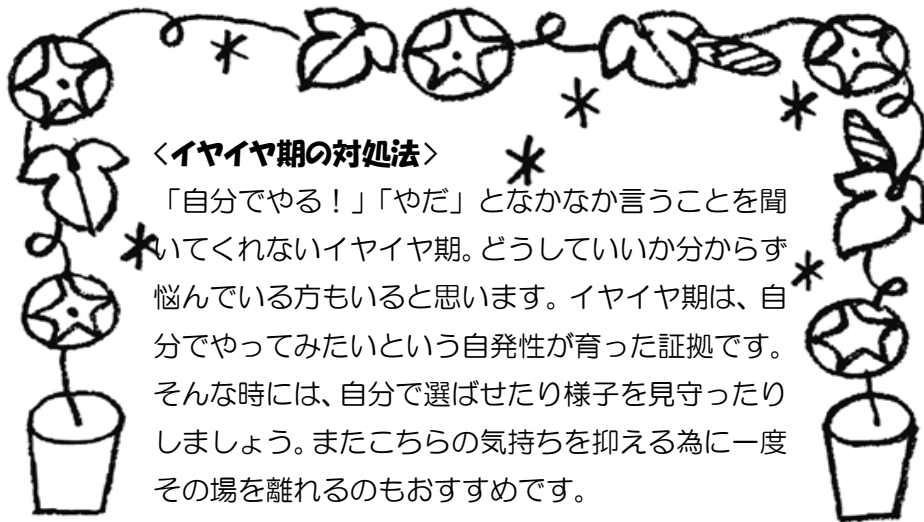 <イヤイヤ期の対処法>
「自分でやる！」「やだ」となかなか言うことを聞
いてくれないイヤイヤ期。どうしていいか分からず
悩んでいる方もいると思います。イヤイヤ期は、自
分でやってみたいという自発性が育った証拠です。
そんな時には、自分で選ばせたり様子を見守ったり
しましょう。またこちらの気持ちを抑える為に一度
その場を離れるのもおすすめです。